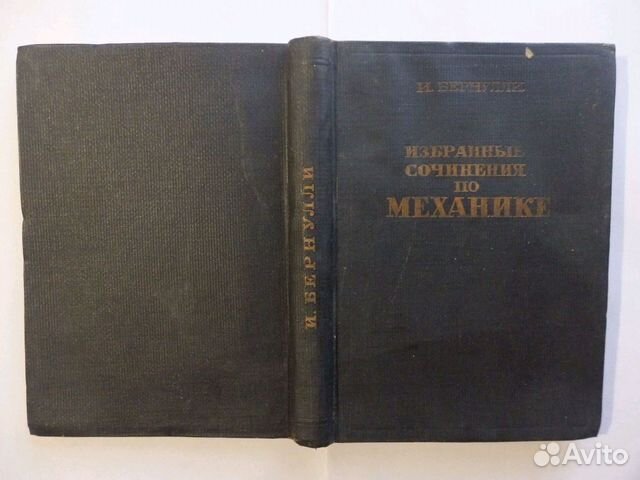 И. БЕРНУЛЛИ
ИЗБРАННЫЕ
СОЧИНЕНИЯ
ПО
МЕХАНИКЕ
И. БЕРНУЛЛИ
Avito